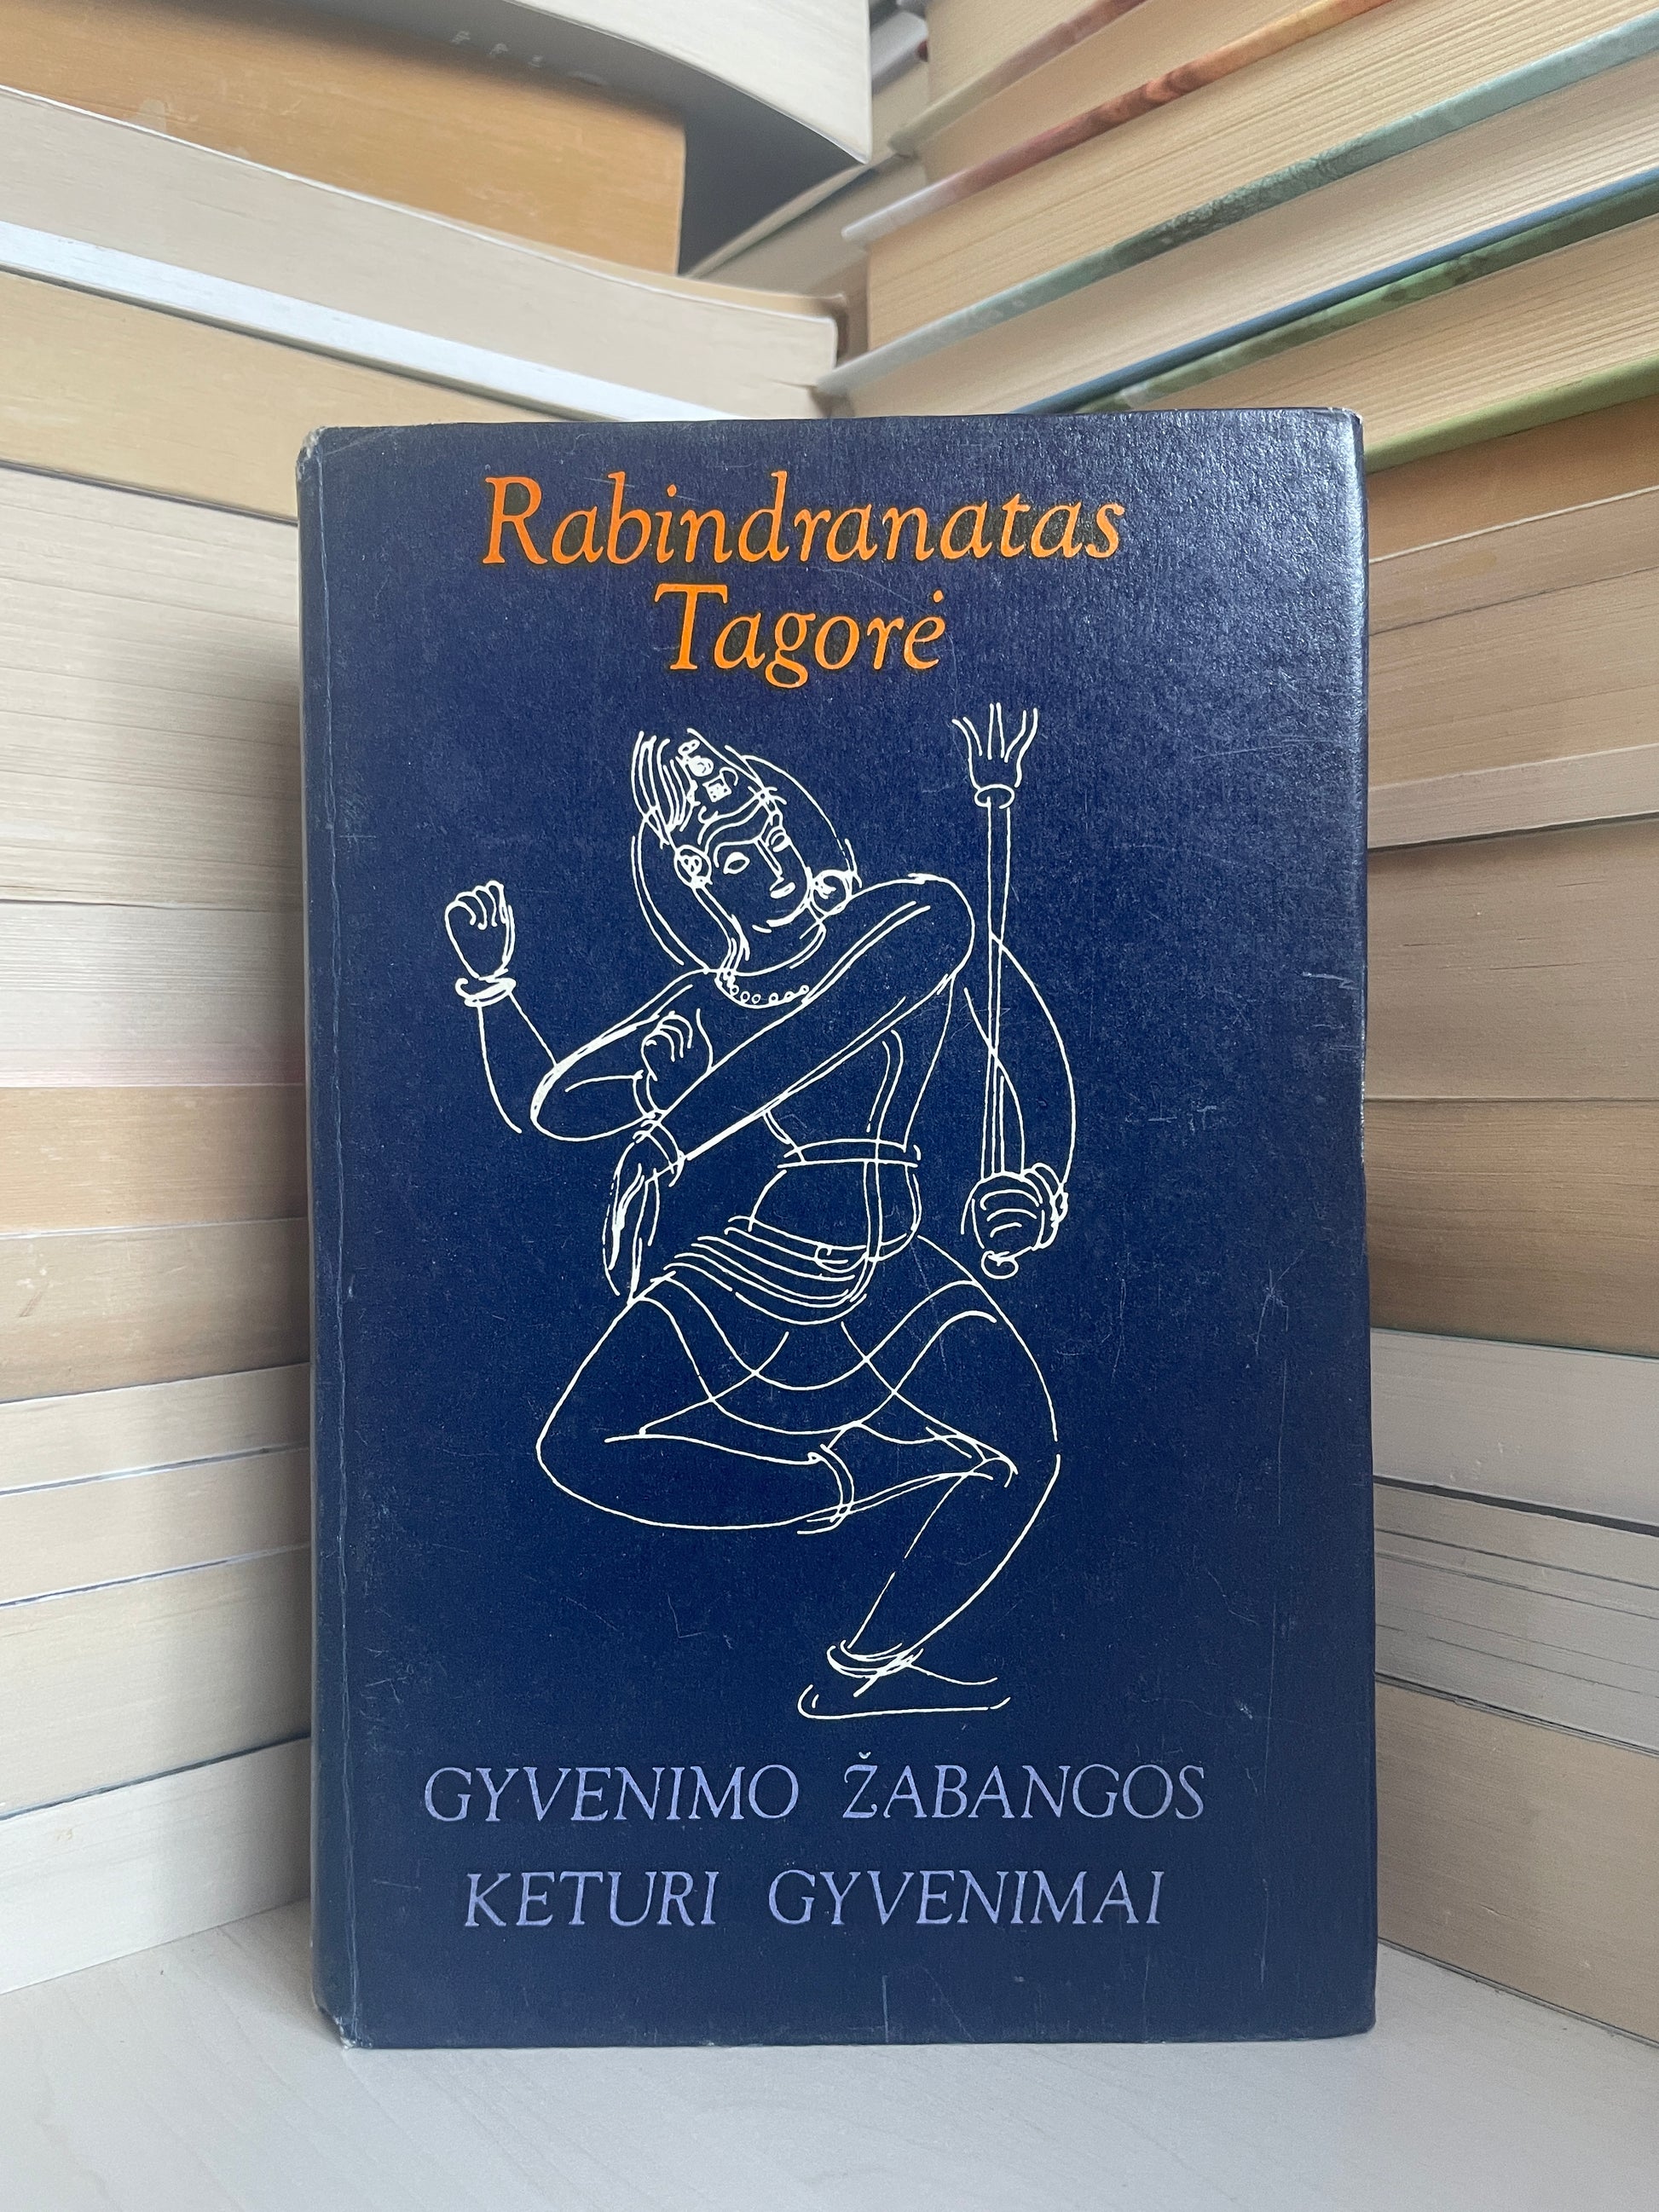 Rabindranatas
Tagorė
GYVENIMO ŽABANGOS
KETURI GYVENIMAI